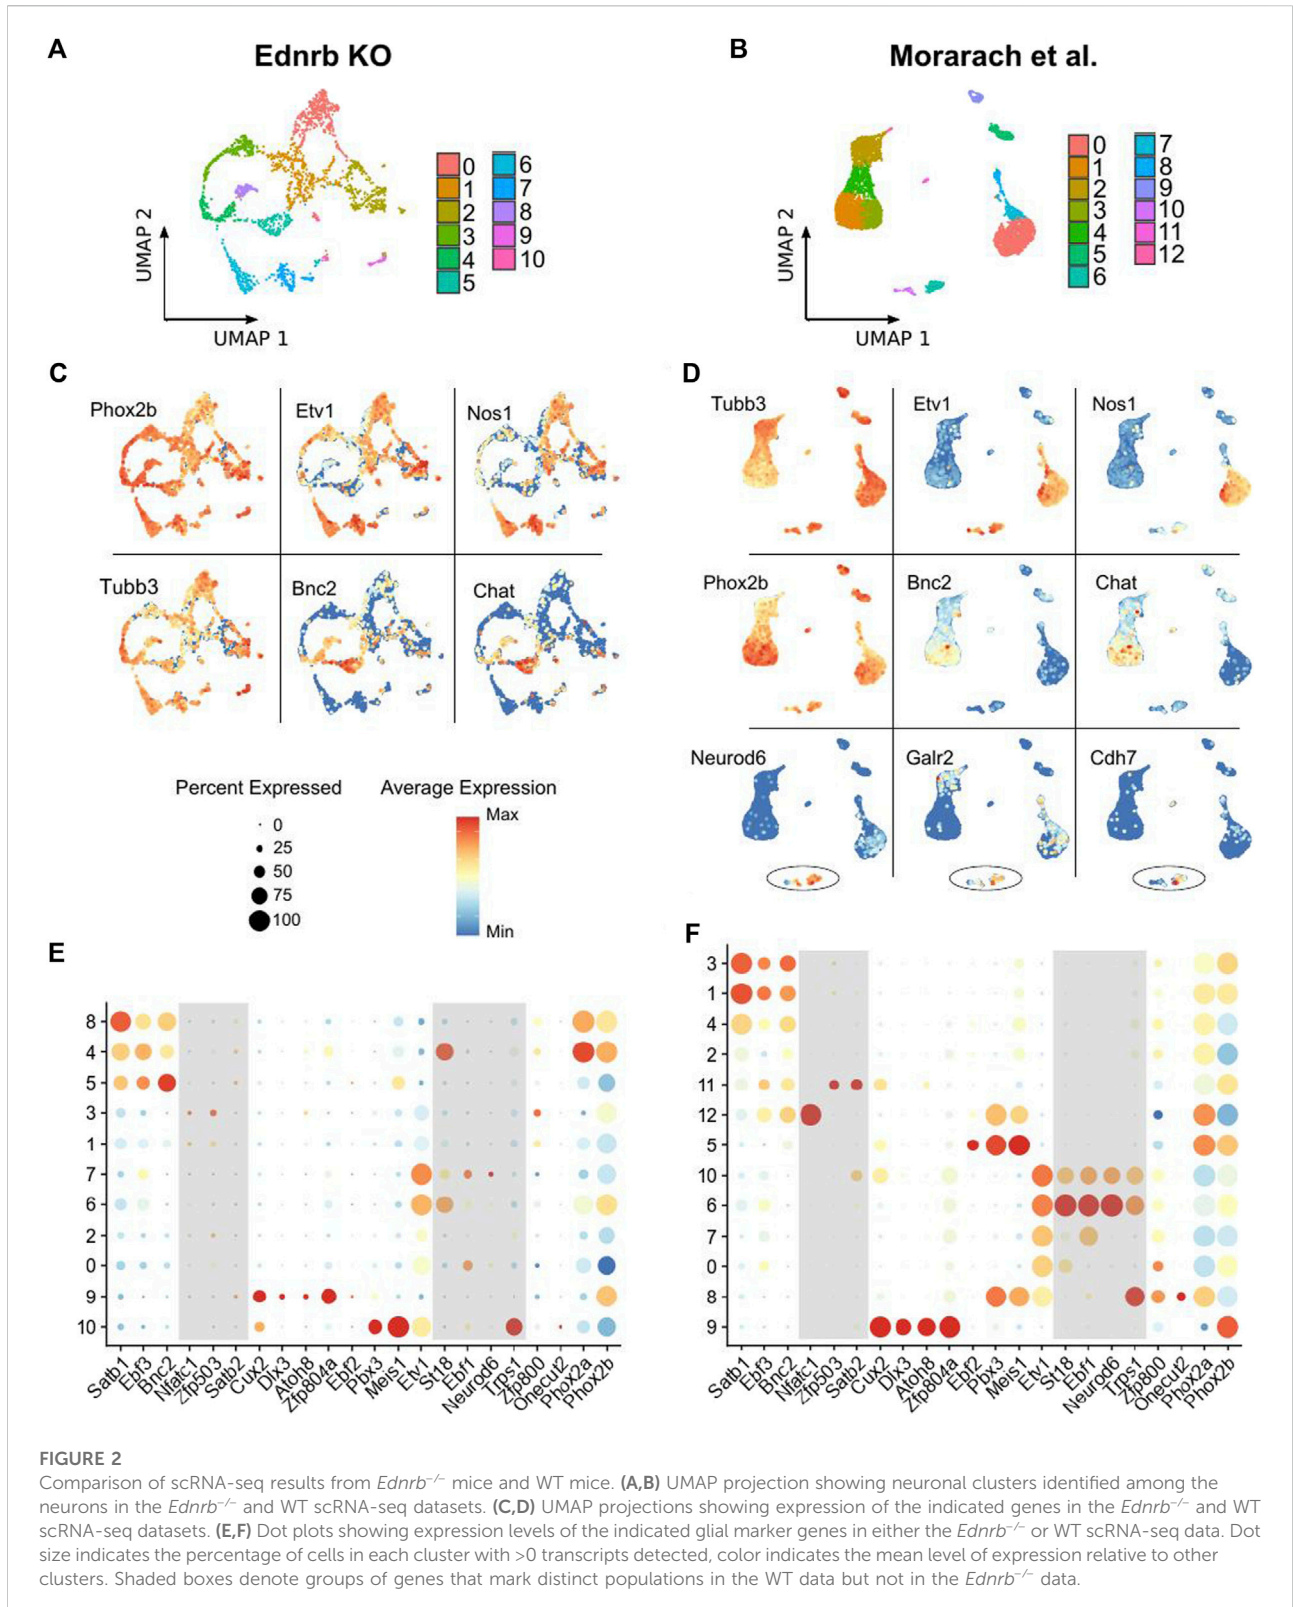 A
Ednrb KO
UMAP 2
UMAP 1
0
1
2
3
4
5
6
7
8
9
10
B
Morarach et al.
UMAP 2
UMAP 1
0
1
2
3
4
5
6
7
8
9
10
11
12
C
Phox2b
Etv1
Nos1
Tubb3
Bnc2
Chat
D
Tubb3
Etv1
Nos1
Phox2b
Bnc2
Chat
Neurod6
Galr2
Cdh7
Percent Expressed
0
25
50
75
100
Average Expression
Max
Min
E
8
4
5
3
1
7
6
2
0
9
10
Satb1
Ebf3
Bnc2
Nfatc1
Zfp503
Satb2
Cux2
Dlx3
Atoh8
Zfp804a
Ebf2
Pbx3
Meis1
Etv1
St18
Ebf1
Neurod6
Trps1
Zfp800
Onecut2
Phox2a
Phox2b
F
3
1
4
2
11
12
5
10
6
7
0
8
9
Satb1
Ebf3
Bnc2
Nfatc1
Zfp503
Satb2
Cux2
Dlx3
Atoh8
Zfp804a
Ebf2
Pbx3
Meis1
Etv1
St18
Ebf1
Neurod6
Trps1
Zfp800
Onecut2
Phox2a
Phox2b
FIGURE 2
Comparison of scRNA-seq results from Ednrb−/− mice and WT mice. (A,B) UMAP projection showing neuronal clusters identified among the
neurons in the Ednrb−/− and WT scRNA-seq datasets. (C,D) UMAP projections showing expression of the indicated genes in the Ednrb−/− and WT
scRNA-seq datasets. (E,F) Dot plots showing expression levels of the indicated glial marker genes in either the Ednrb−/− or WT scRNA-seq data. Dot
size indicates the percentage of cells in each cluster with >0 transcripts detected, color indicates the mean level of expression relative to other
clusters. Shaded boxes denote groups of genes that mark distinct populations in the WT data but not in the Ednrb−/− data.